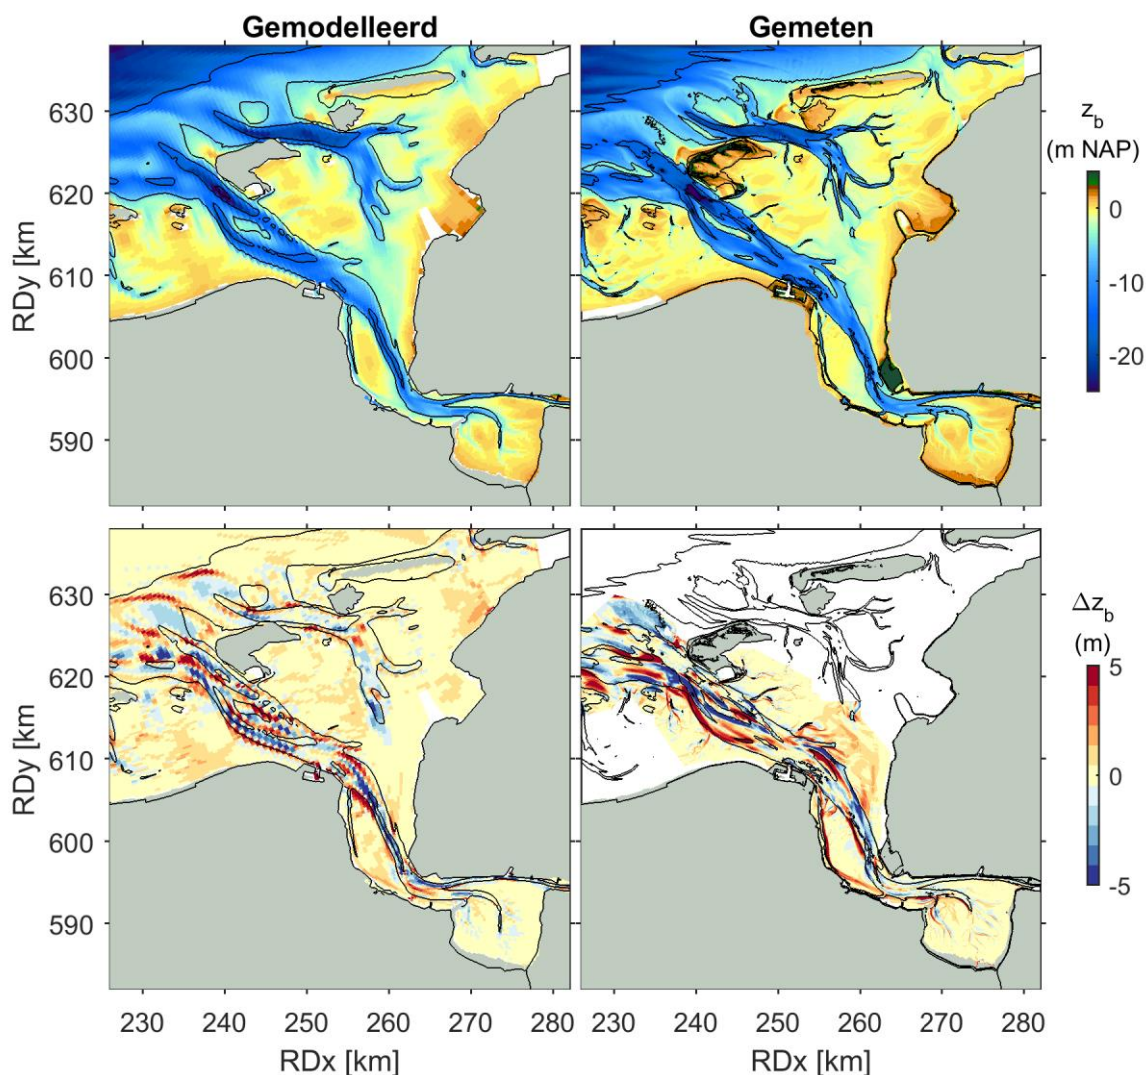 Gemodelleerd
Gemeten
630
620
610
600
590
RDy [km]
z_b
(m NAP)
0
-10
-20
630
620
610
600
590
RDy [km]
Δz_b
(m)
5
0
-5
230 240 250 260 270 280
230 240 250 260 270 280
RDx [km]
RDx [km]